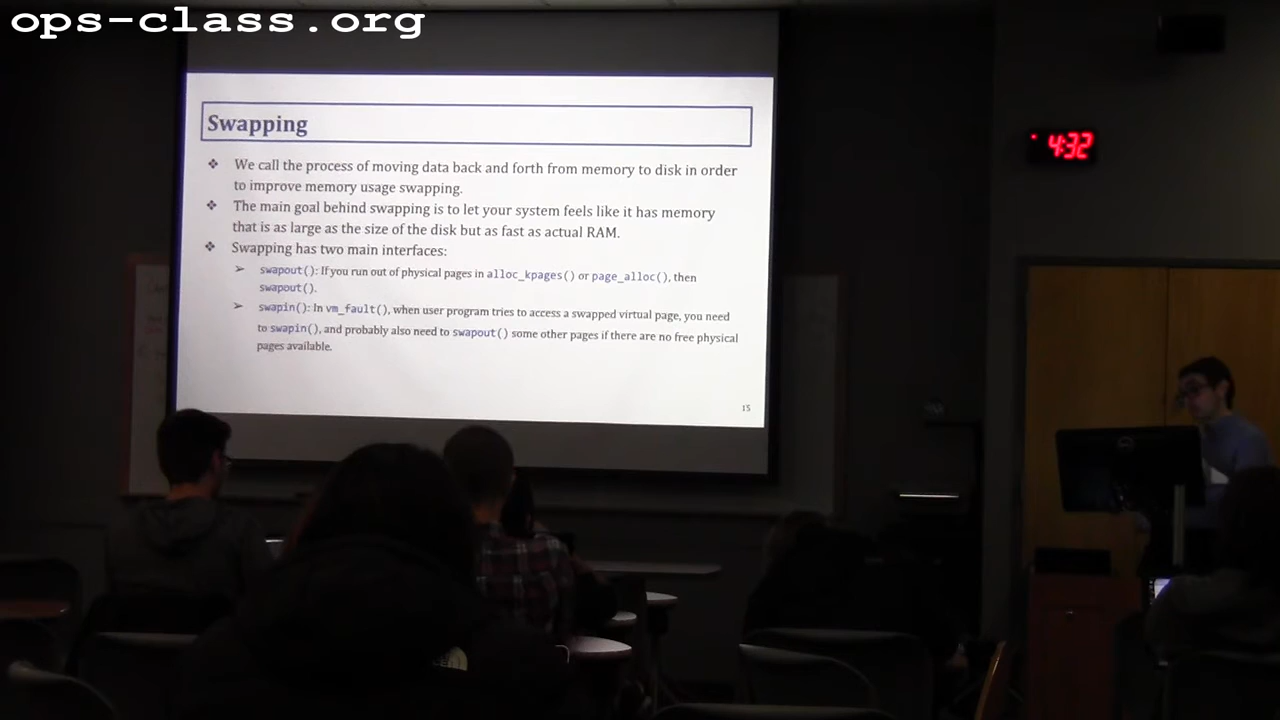 ops-class.org
4:32
Swapping
❖ We call the process of moving data back and forth from memory to disk in order
to improve memory usage swapping.
❖ The main goal behind swapping is to let your system feels like it has memory
that is as large as the size of the disk but as fast as actual RAM.
❖ Swapping has two main interfaces:
➢ swapout(): If you run out of physical pages in alloc_kpages() or page_alloc(), then
swapout().
➢ swapin(): In vm_fault(), when user program tries to access a swapped virtual page, you need
to swapin(), and probably also need to swapout() some other pages if there are no free physical
pages available.
15